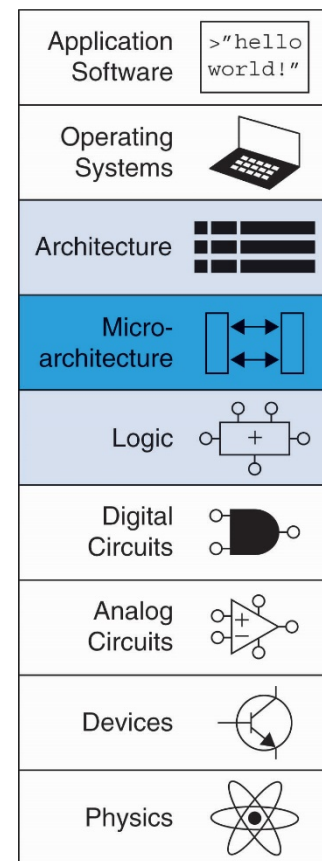 Application
Software
>"hello
world!"
Operating
Systems
Architecture
Micro-
architecture
Logic
+
Digital
Circuits
Analog
Circuits
+
−
Devices
Physics